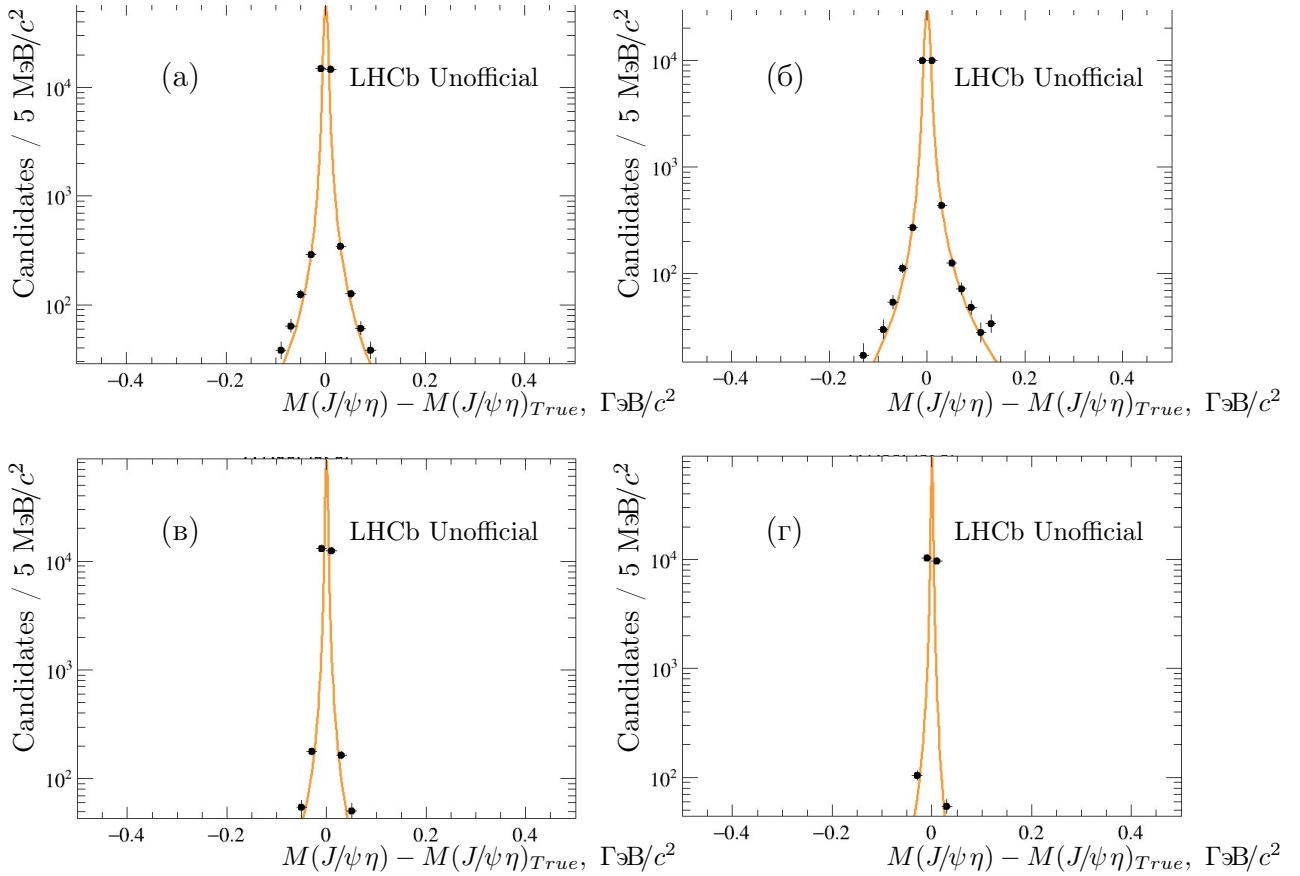 Candidates / 5 МэВ/c²
10⁴
10³
10²
(а)
LHCb Unofficial
−0.4
−0.2
0
0.2
0.4
M(J/ψ η) − M(J/ψ η)True, ГэВ/c²
Candidates / 5 МэВ/c²
10⁴
10³
10²
(б)
LHCb Unofficial
−0.4
−0.2
0
0.2
0.4
M(J/ψ η) − M(J/ψ η)True, ГэВ/c²
Candidates / 5 МэВ/c²
10⁴
10³
10²
(в)
LHCb Unofficial
−0.4
−0.2
0
0.2
0.4
M(J/ψ η) − M(J/ψ η)True, ГэВ/c²
Candidates / 5 МэВ/c²
10⁴
10³
10²
(г)
LHCb Unofficial
−0.4
−0.2
0
0.2
0.4
M(J/ψ η) − M(J/ψ η)True, ГэВ/c²